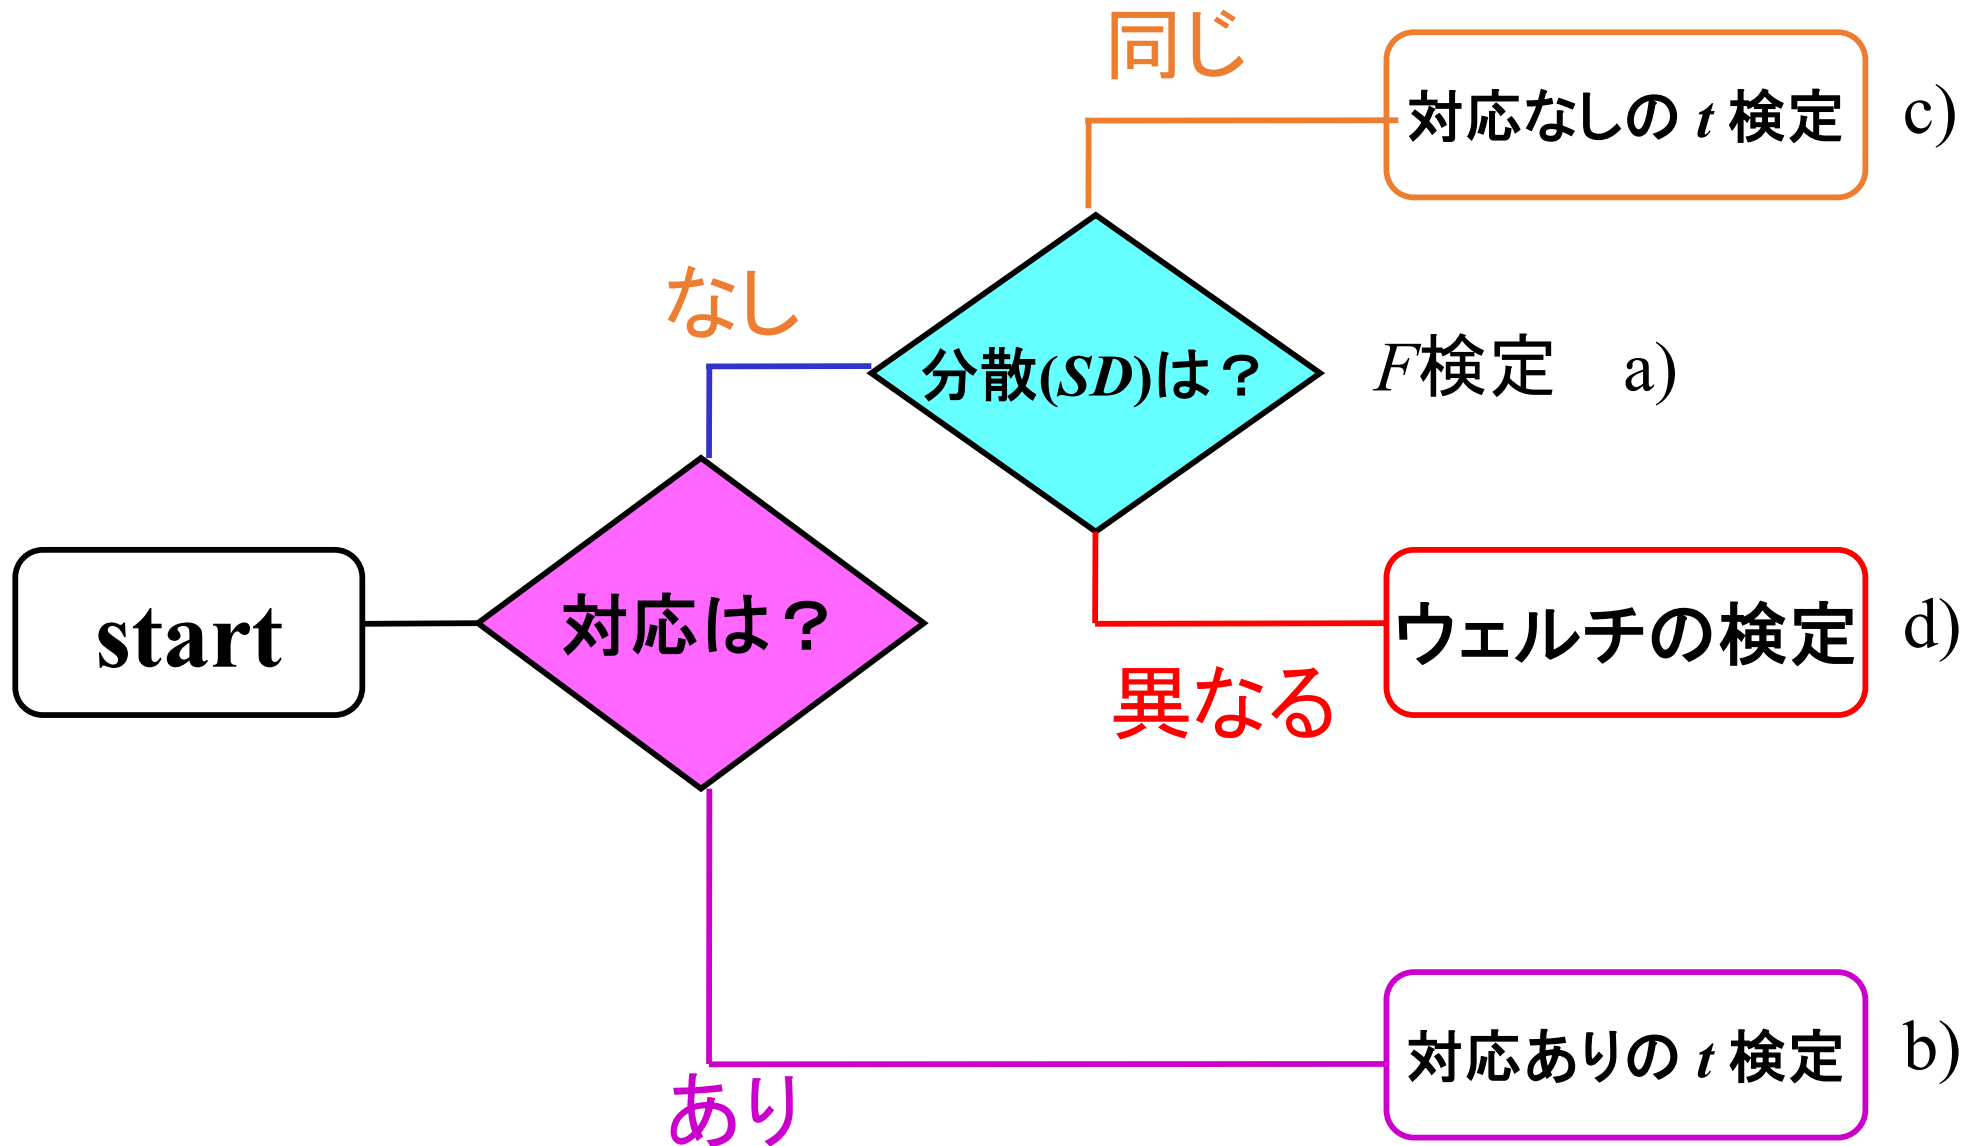 同じ
対応なしの t 検定 c)
なし
分散(SD)は？
F検定 a)
start
対応は？
ウェルチの検定 d)
異なる
対応ありの t 検定 b)
あり